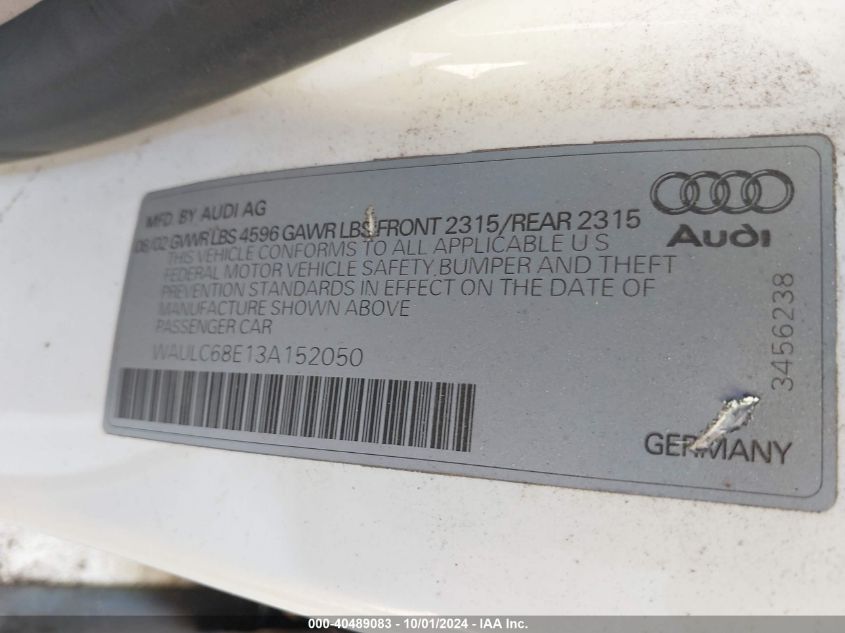 MFD. BY AUDI AG
08/02 GVWR LBS 4596 GAWR LBS FRONT 2315/REAR 2315
THIS VEHICLE CONFORMS TO ALL APPLICABLE U S
FEDERAL MOTOR VEHICLE SAFETY, BUMPER AND THEFT
PREVENTION STANDARDS IN EFFECT ON THE DATE OF
MANUFACTURE SHOWN ABOVE
PASSENGER CAR
WAULC68E13A152050
Audi
3456238
GERMANY
000-40489083 - 10/01/2024 - IAA Inc.